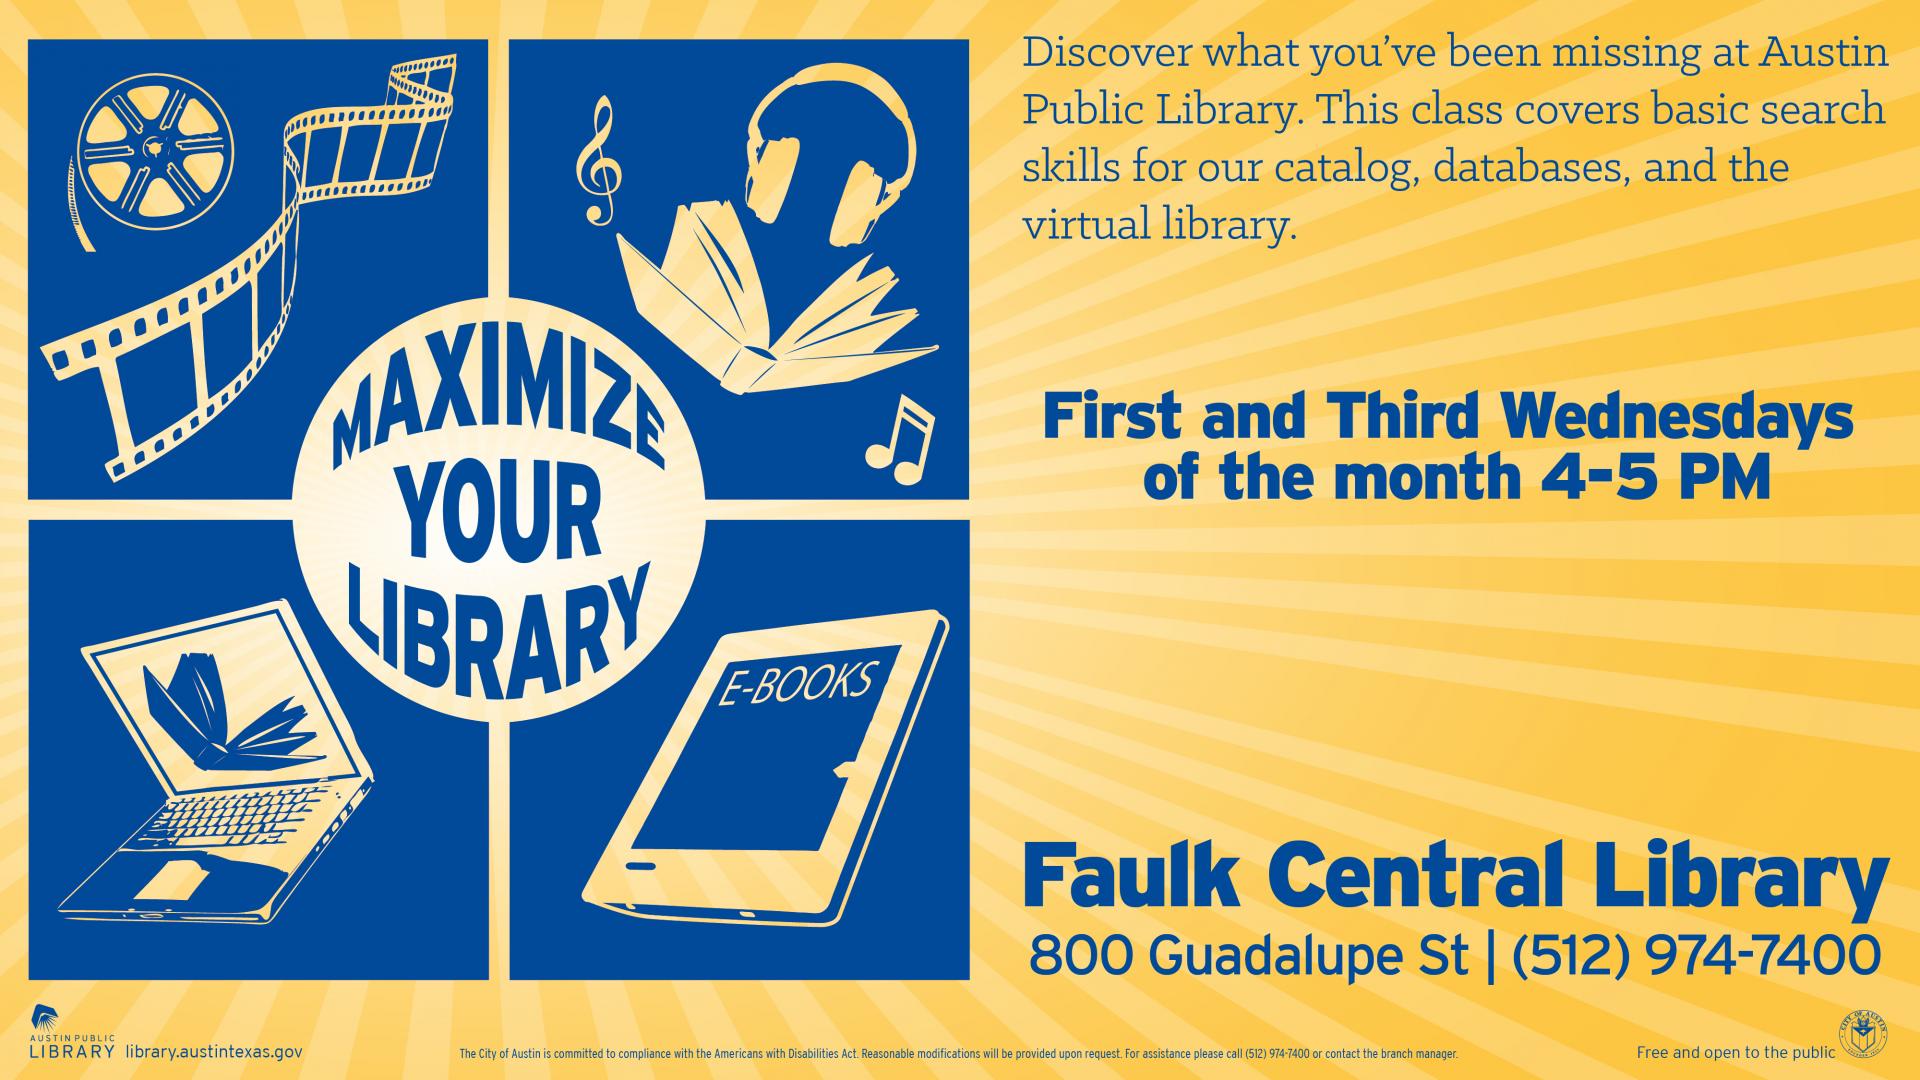 MAXIMIZE
YOUR
LIBRARY
E-BOOKS
Discover what you've been missing at Austin
Public Library. This class covers basic search
skills for our catalog, databases, and the
virtual library.
First and Third Wednesdays
of the month 4-5 PM
Faulk Central Library
800 Guadalupe St | (512) 974-7400
AUSTIN PUBLIC
LIBRARY library.austintexas.gov
The City of Austin is committed to compliance with the Americans with Disabilities Act. Reasonable modifications will be provided upon request. For assistance please call (512) 974-7400 or contact the branch manager.
Free and open to the public
CITY OF AUSTIN